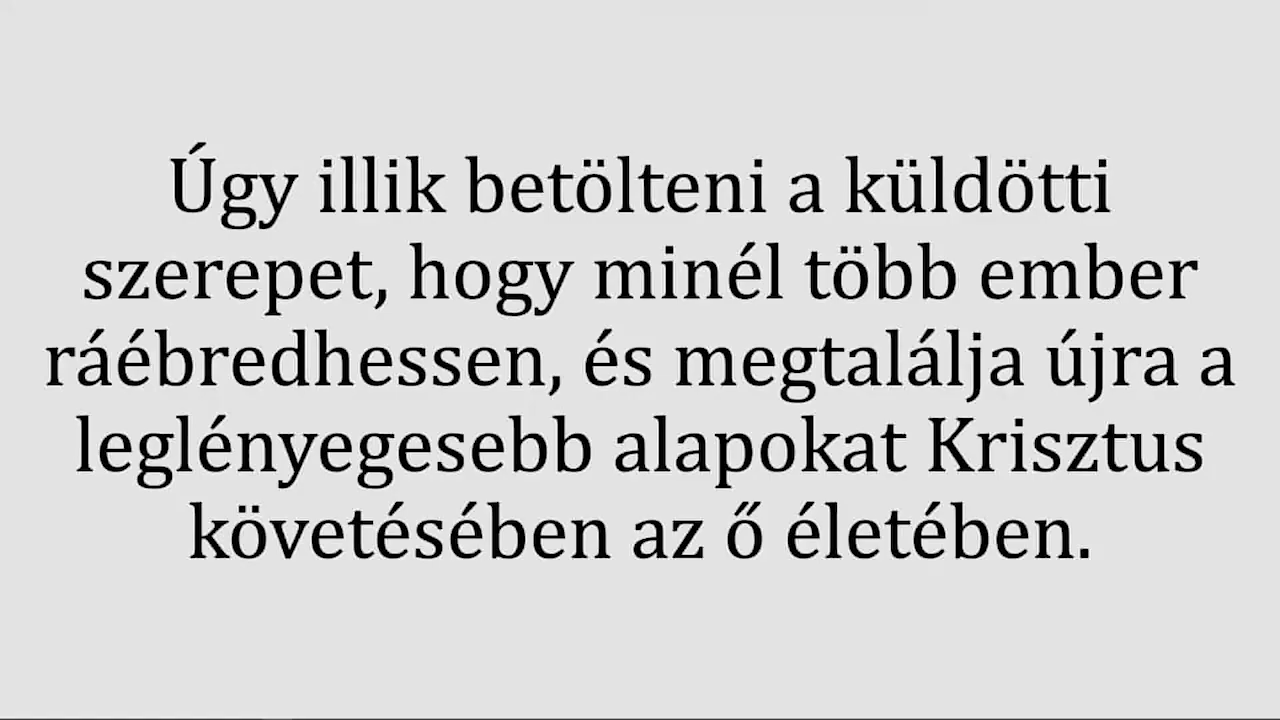 Úgy illik betölteni a küldötti
szerepet, hogy minél több ember
ráébredhessen, és megtalálja újra a
leglényegesebb alapokat Krisztus
követésében az ő életében.